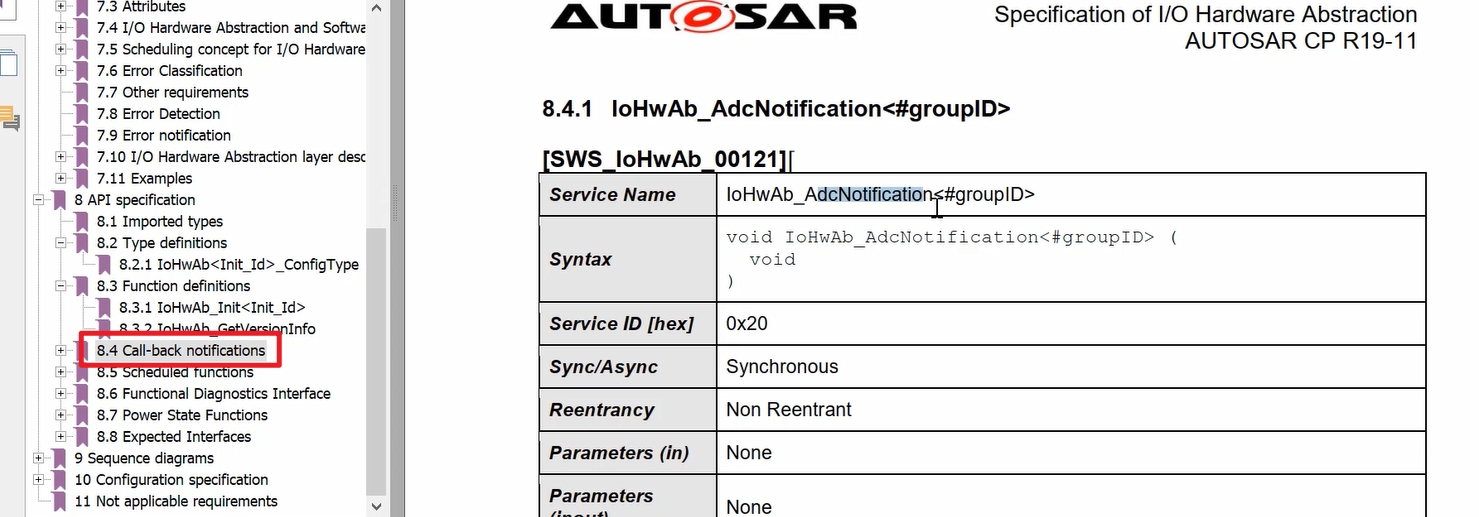 7.3 Attributes
7.4 I/O Hardware Abstraction and Softwa
7.5 Scheduling concept for I/O Hardware
7.6 Error Classification
7.7 Other requirements
7.8 Error Detection
7.9 Error notification
7.10 I/O Hardware Abstraction layer desc
7.11 Examples
8 API specification
8.1 Imported types
8.2 Type definitions
8.2.1 IoHwAb<Init_Id>_ConfigType
8.3 Function definitions
8.3.1 IoHwAb_Init<Init_Id>
8.3.2 IoHwAb_GetVersionInfo
8.4 Call-back notifications
8.5 Scheduled functions
8.6 Functional Diagnostics Interface
8.7 Power State Functions
8.8 Expected Interfaces
9 Sequence diagrams
10 Configuration specification
11 Not applicable requirements
AUTOSAR
Specification of I/O Hardware Abstraction
AUTOSAR CP R19-11
8.4.1 IoHwAb_AdcNotification<#groupID>
[SWS_IoHwAb_00121][
Service Name IoHwAb_AdcNotification<#groupID>
Syntax void IoHwAb_AdcNotification<#groupID> (
void
)
Service ID [hex] 0x20
Sync/Async Synchronous
Reentrancy Non Reentrant
Parameters (in) None
Parameters
(inout) None